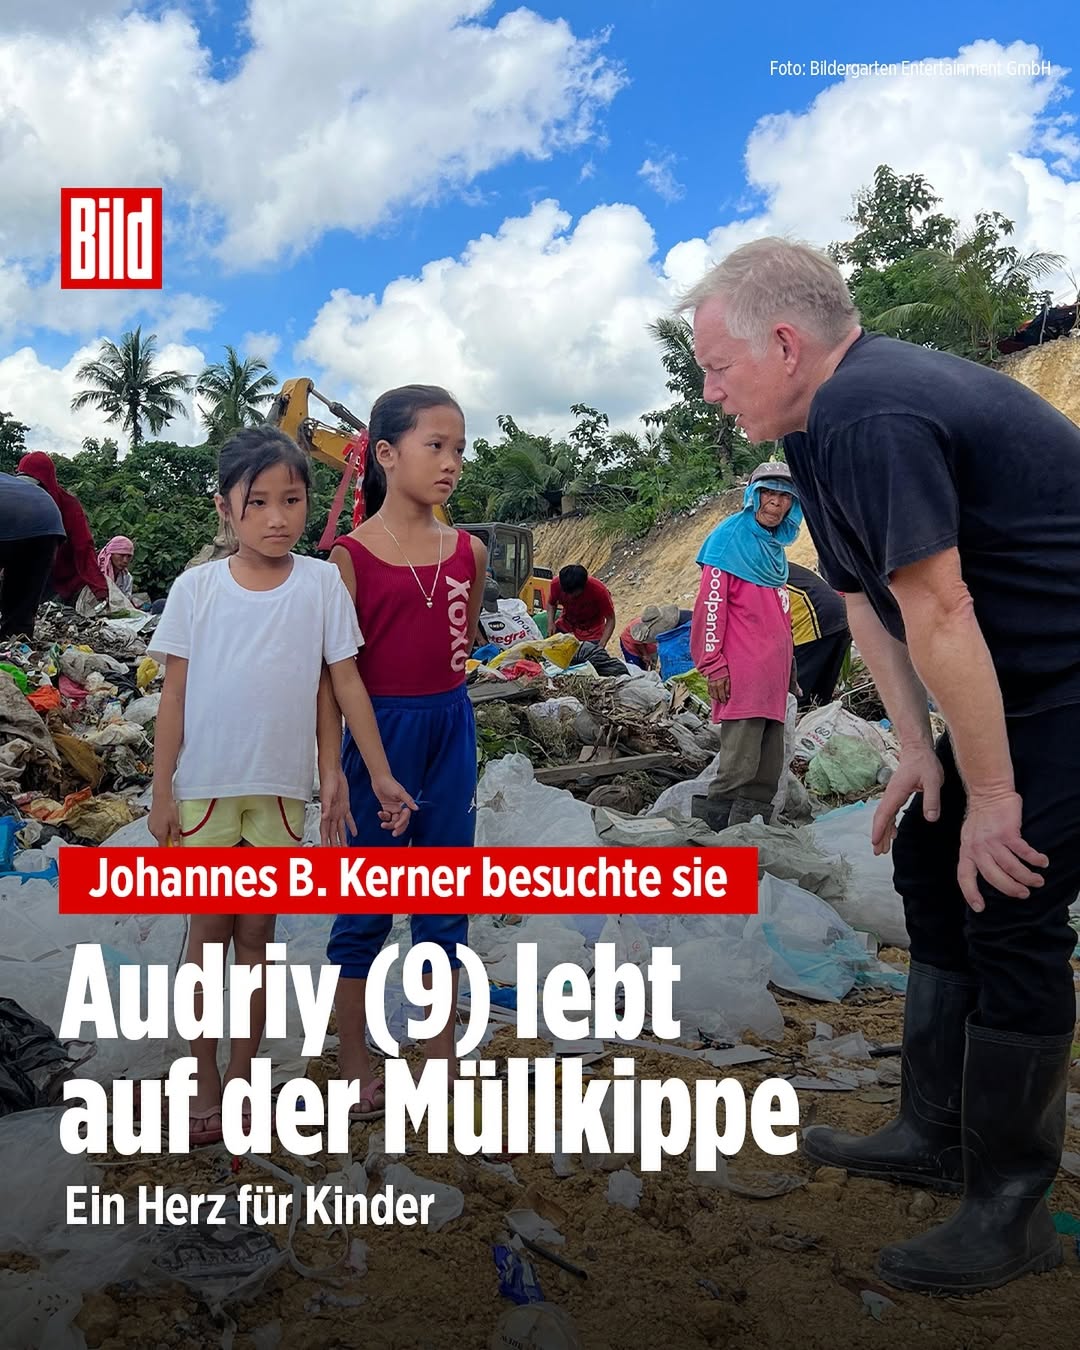 Foto: Bildergarten Entertainment GmbH
Bild
XOXO
oodpanda
Johannes B. Kerner besuchte sie
Audriy (9) lebt
auf der Müllkippe
Ein Herz für Kinder